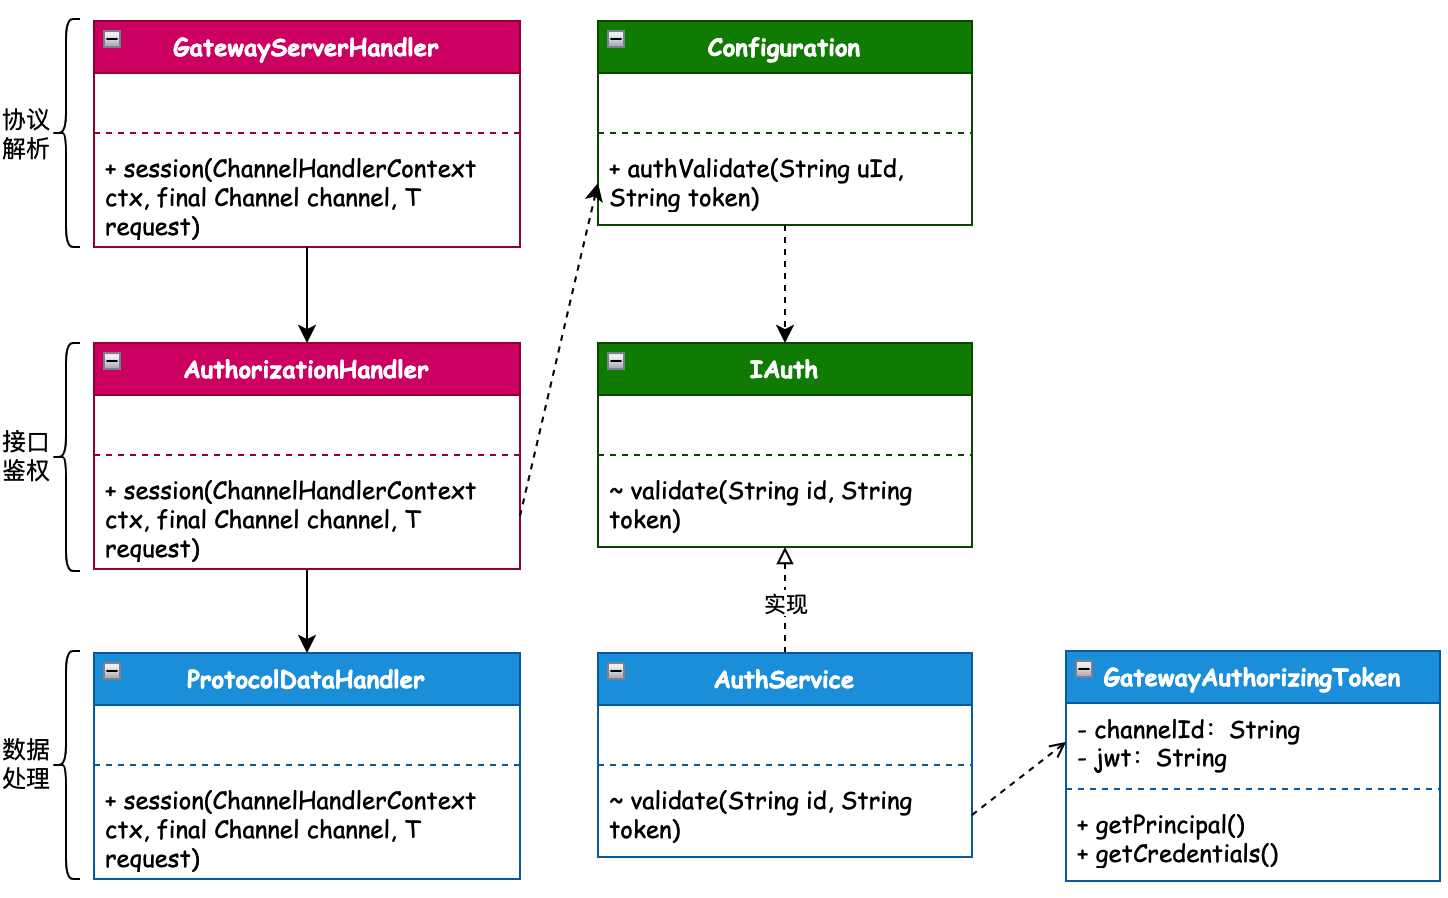 协议
解析
GatewayServerHandler
+ session(ChannelHandlerContext
ctx, final Channel channel, T
request)
Configuration
+ authValidate(String uId,
String token)
接口
鉴权
AuthorizationHandler
+ session(ChannelHandlerContext
ctx, final Channel channel, T
request)
IAuth
~ validate(String id, String
token)
实现
数据
处理
ProtocolDataHandler
+ session(ChannelHandlerContext
ctx, final Channel channel, T
request)
AuthService
~ validate(String id, String
token)
GatewayAuthorizingToken
- channelId：String
- jwt：String
+ getPrincipal()
+ getCredentials()